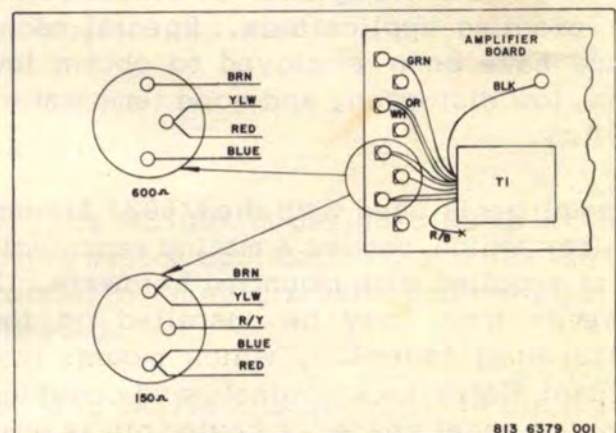 AMPLIFIER
BOARD
GRN
BLK
OR
WH
T1
R/B
BRN
YLW
RED
BLUE
600Ω
BRN
YLW
R/Y
BLUE
RED
150Ω
813 6379 001